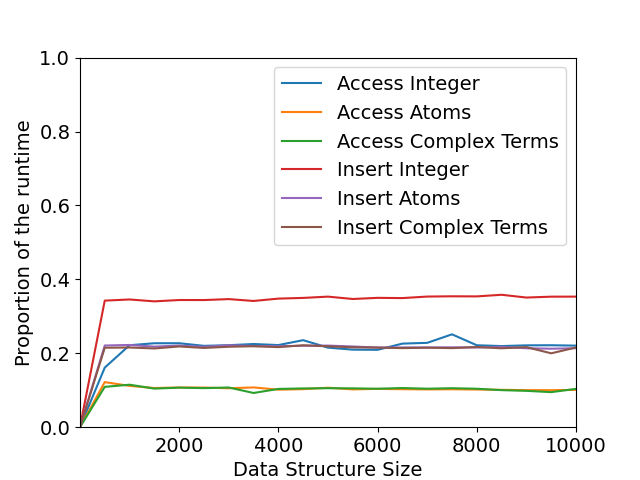 1.0
0.8
0.6
0.4
0.2
0.0
Proportion of the runtime
Access Integer
Access Atoms
Access Complex Terms
Insert Integer
Insert Atoms
Insert Complex Terms
2000 4000 6000 8000 10000
Data Structure Size